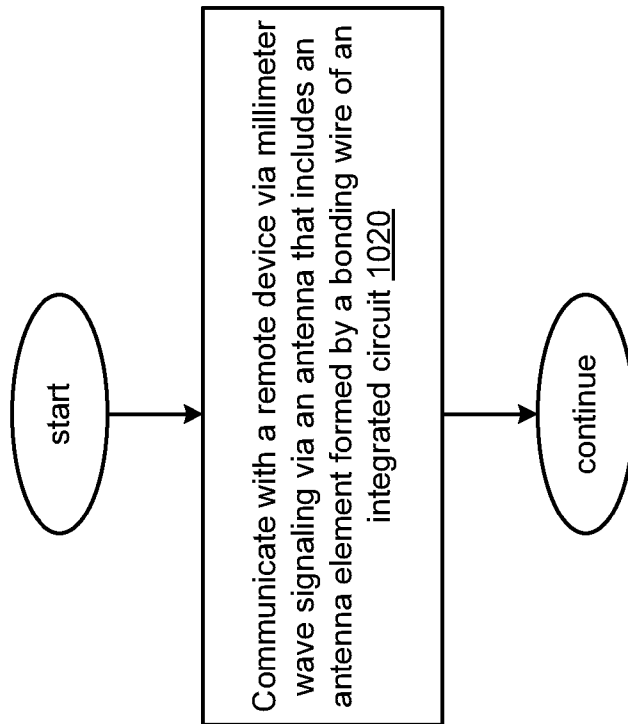 start
Communicate with a remote device via millimeter
wave signaling via an antenna that includes an
antenna element formed by a bonding wire of an
integrated circuit 1020
continue